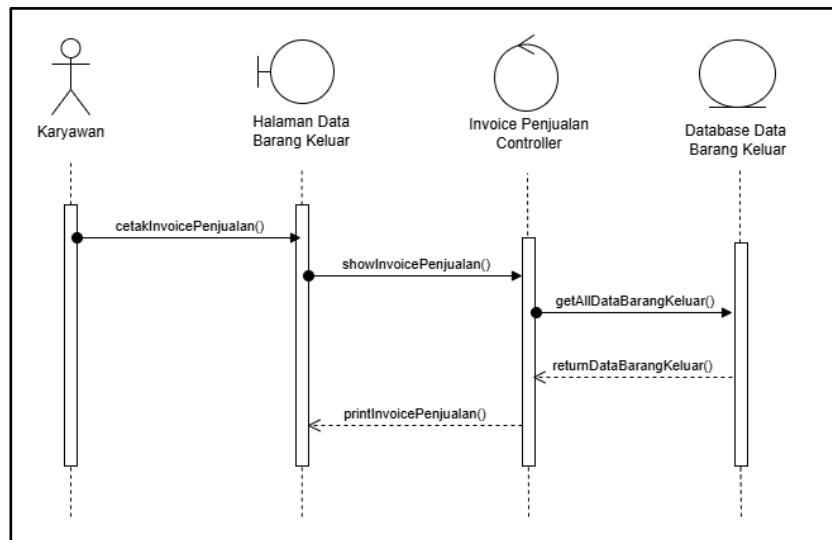 Karyawan
Halaman Data
Barang Keluar
Invoice Penjualan
Controller
Database Data
Barang Keluar
cetakInvoicePenjualan()
showInvoicePenjualan()
getAllDataBarangKeluar()
returnDataBarangKeluar()
printInvoicePenjualan()